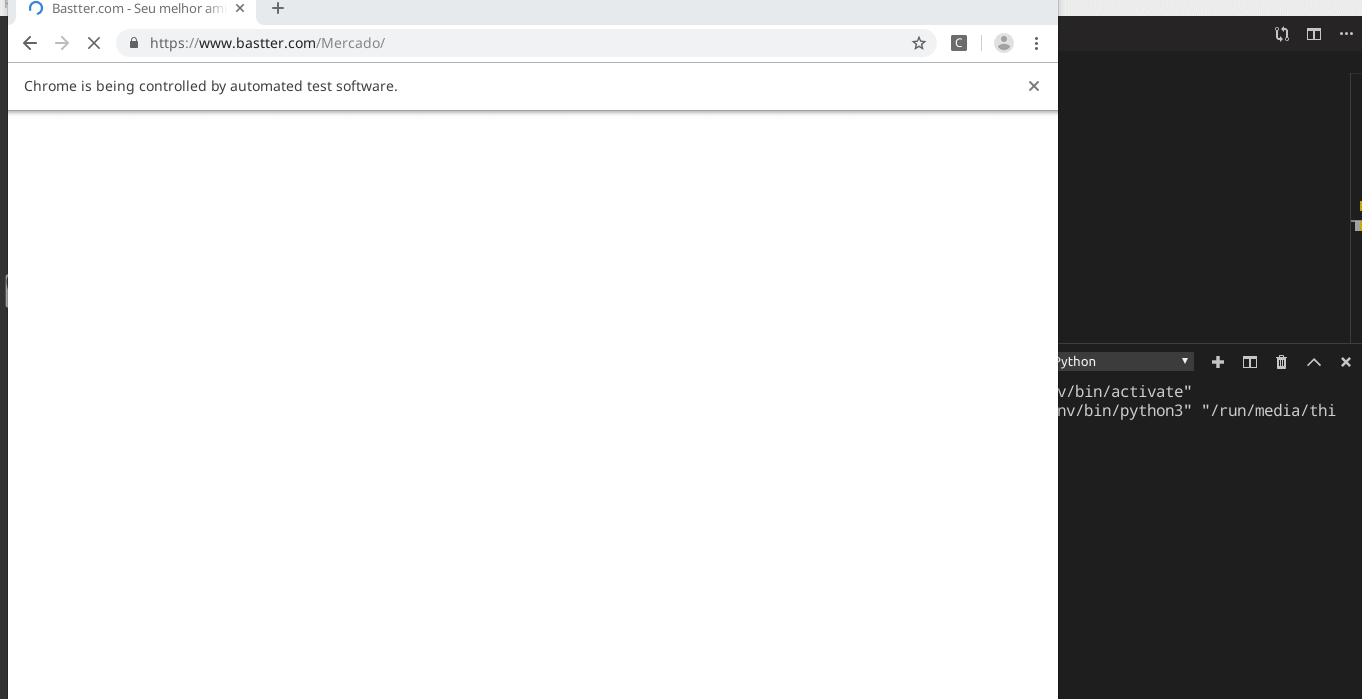 Bastter.com - Seu melhor am
https://www.bastter.com/Mercado/
C
Chrome is being controlled by automated test software.
Python
v/bin/activate"
nv/bin/python3" "/run/media/thi